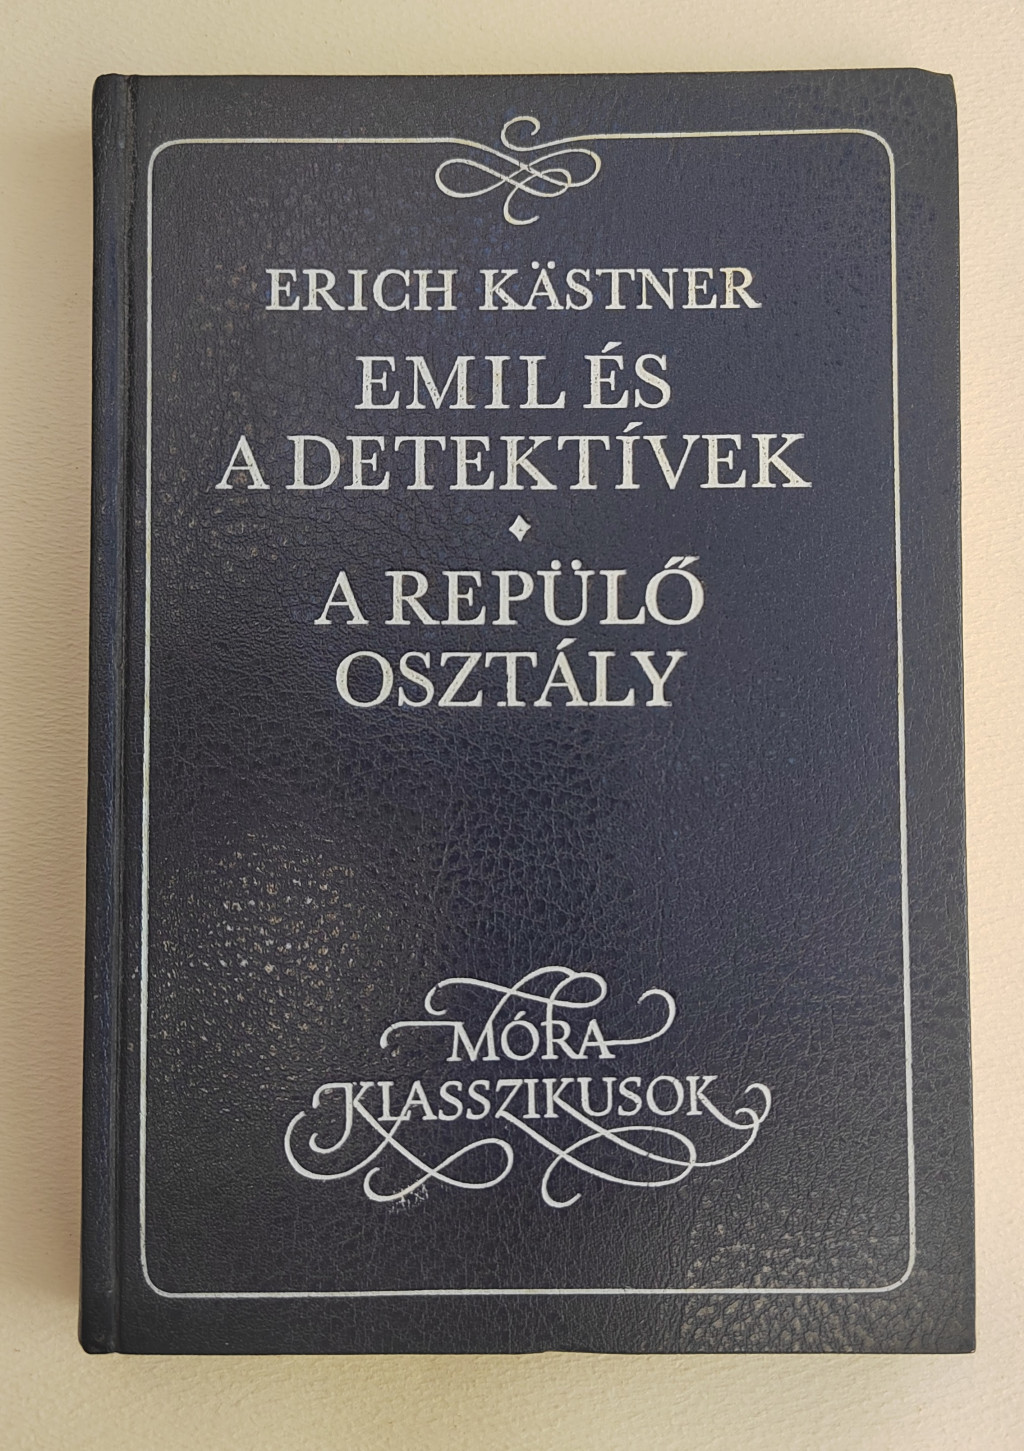 ERICH KÄSTNER
EMIL ÉS
A DETEKTÍVEK
A REPÜLŐ
OSZTÁLY
MÓRA
KLASSZIKUSOK